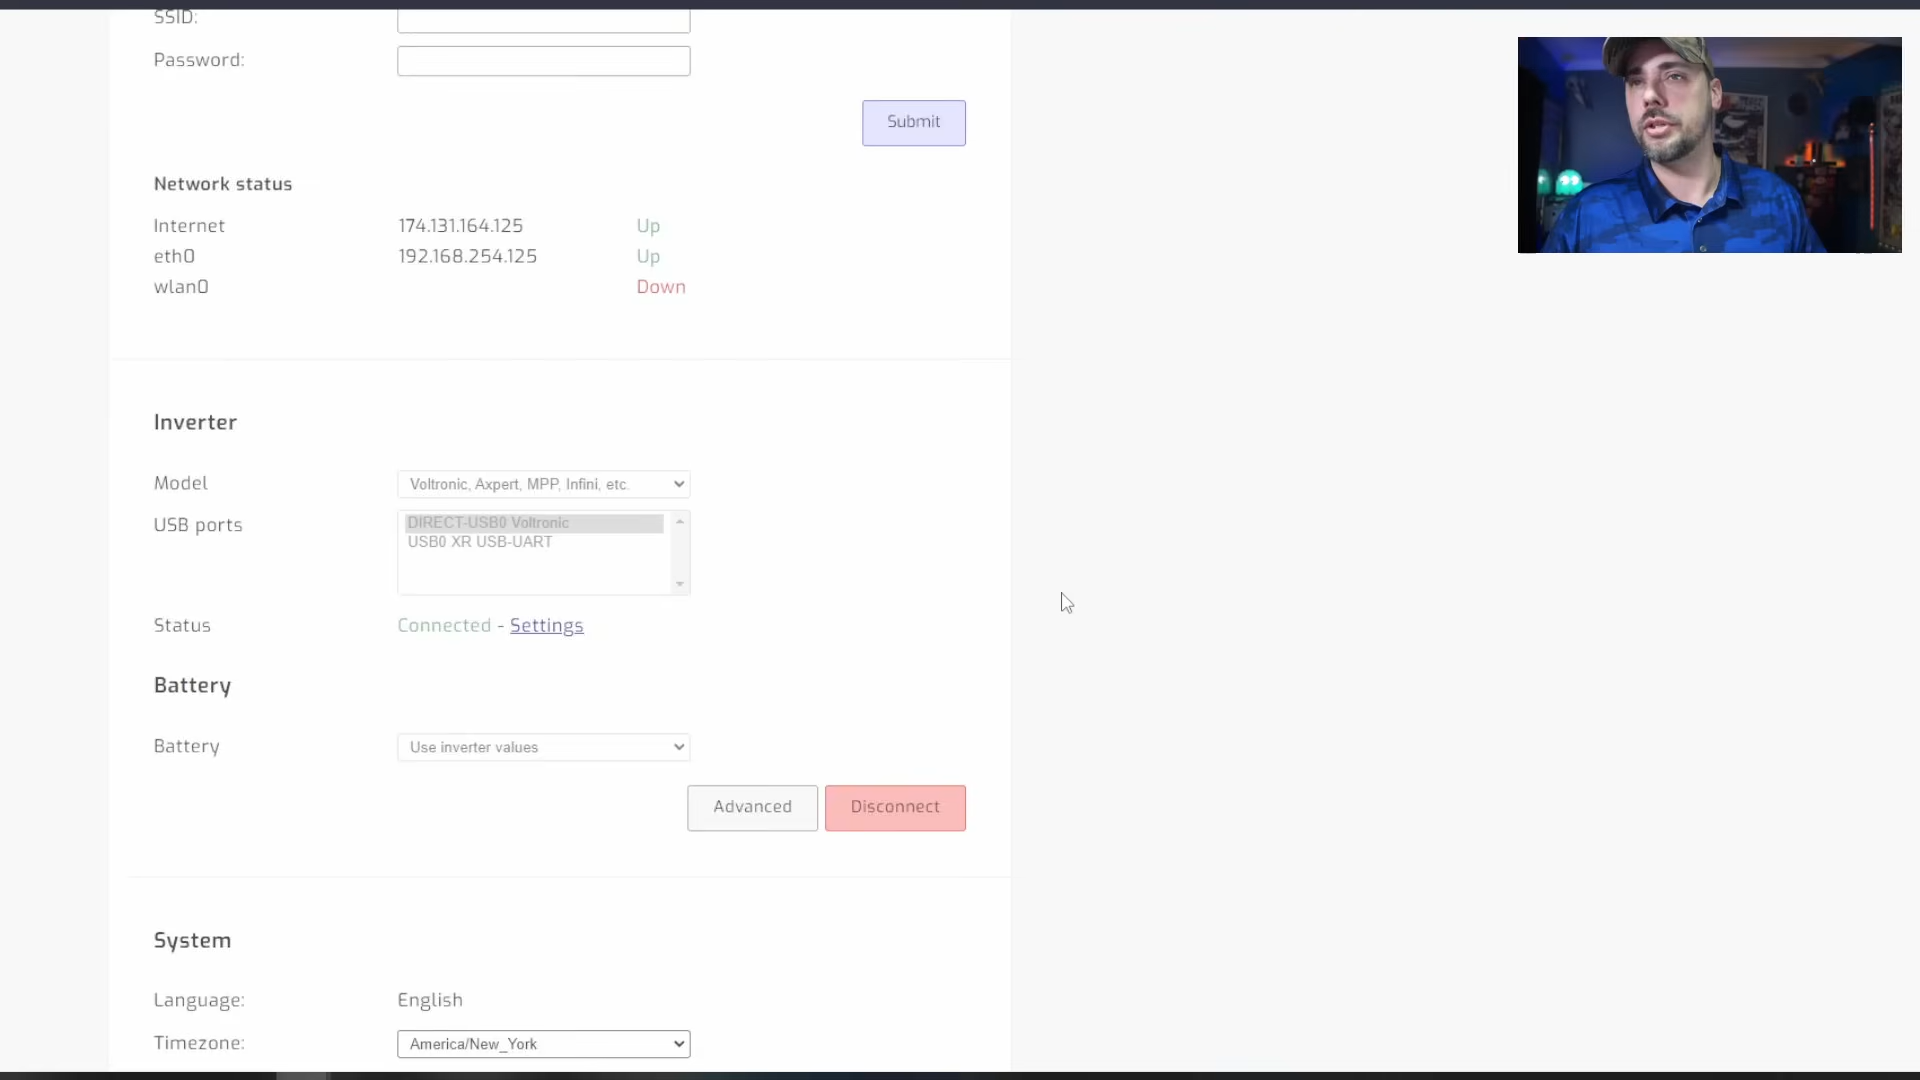 SSID:
Password:
Submit
Network status
Internet 174.131.164.125 Up
eth0 192.168.254.125 Up
wlan0 Down
Inverter
Model Voltronic, Axpert, MPP, Infini, etc.
USB ports DIRECT-USB0 Voltronic
USB0 XR USB-UART
Status Connected - Settings
Battery
Battery Use inverter values
Advanced Disconnect
System
Language: English
Timezone: America/New_York